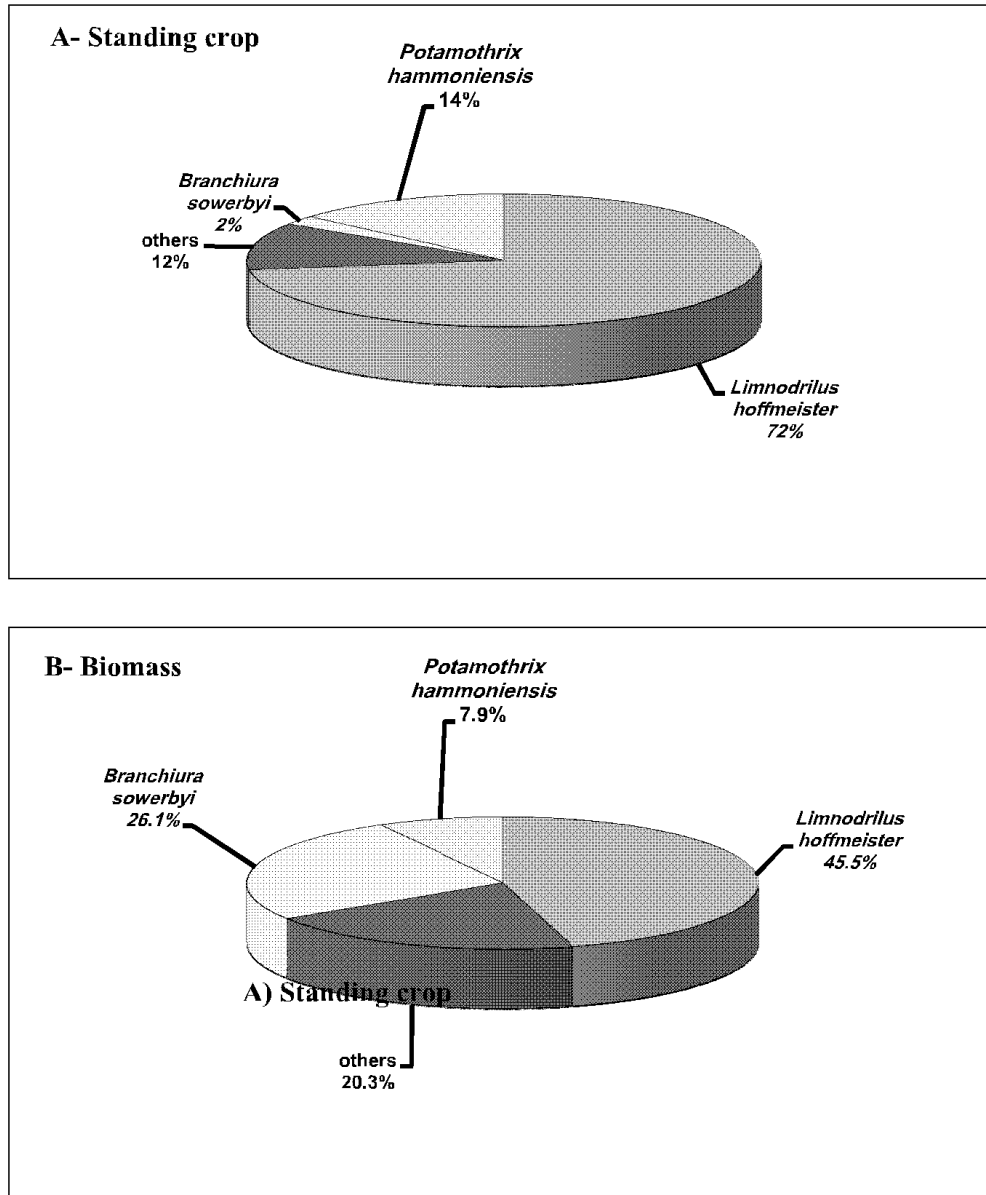 A- Standing crop
Potamothrix
hammoniensis
14%
Branchiura
sowerbyi
2%
others
12%
Limnodrilus
hoffmeister
72%
B- Biomass
Potamothrix
hammoniensis
7.9%
Branchiura
sowerbyi
26.1%
Limnodrilus
hoffmeister
45.5%
A) Standing crop
others
20.3%